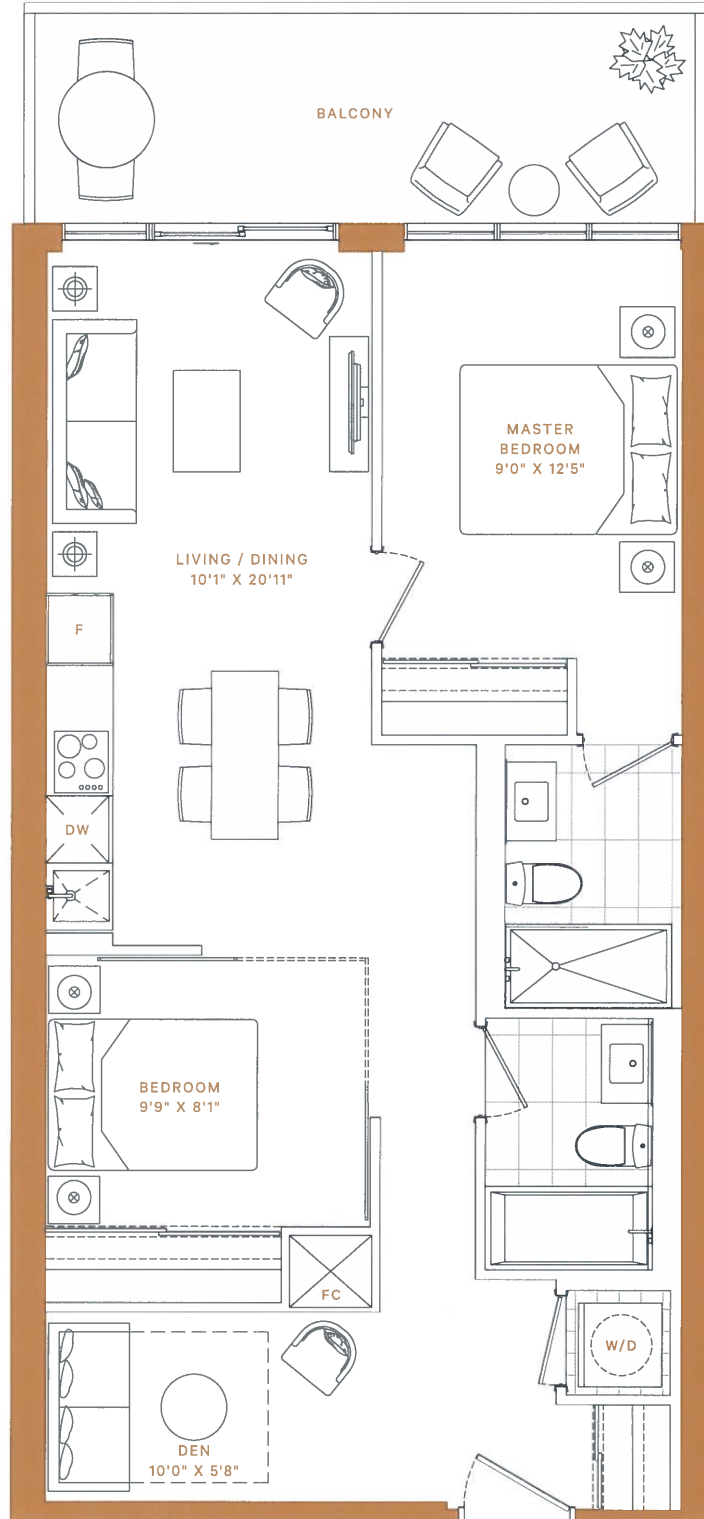 BALCONY
MASTER
BEDROOM
9'0" X 12'5"
LIVING / DINING
10'1" X 20'11"
F
DW
BEDROOM
9'9" X 8'1"
FC
W/D
DEN
10'0" X 5'8"